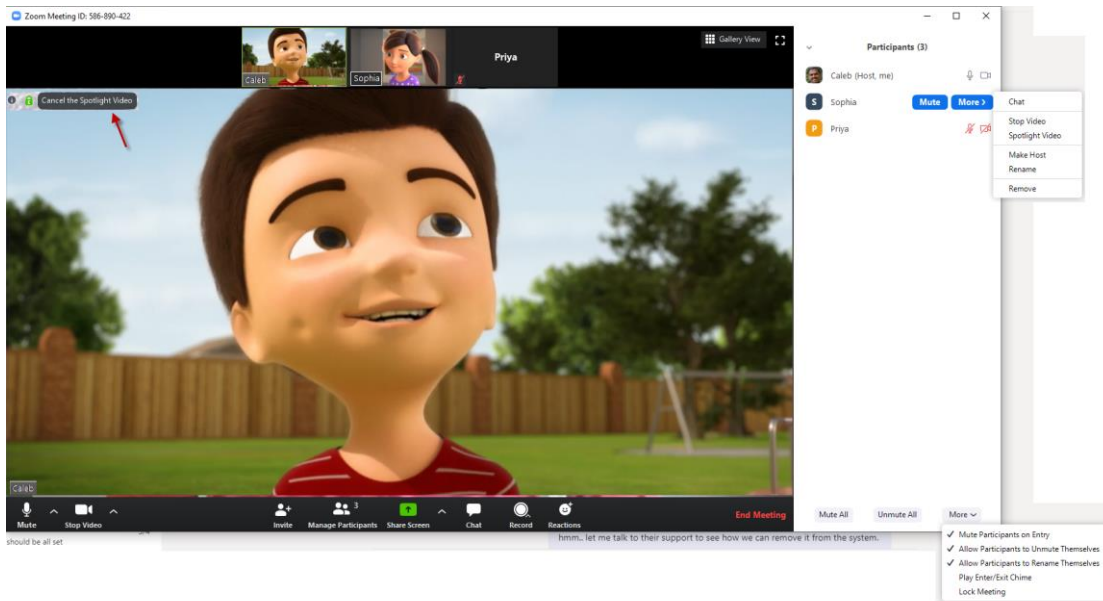 Zoom Meeting ID: 586-890-422
Caleb
Sophia
Priya
Gallery View
Cancel the Spotlight Video
Caleb
Participants (3)
Caleb (Host, me)
S Sophia Mute More >
P Priya
Chat
Stop Video
Spotlight Video
Make Host
Rename
Remove
Mute
Stop Video
Invite
Manage Participants 3
Share Screen
Chat
Record
Reactions
End Meeting
Mute All
Unmute All
More
Mute Participants on Entry
Allow Participants to Unmute Themselves
Allow Participants to Rename Themselves
Play Enter/Exit Chime
Lock Meeting
should be all set
hmm.. let me talk to their support to see how we can remove it from the system.